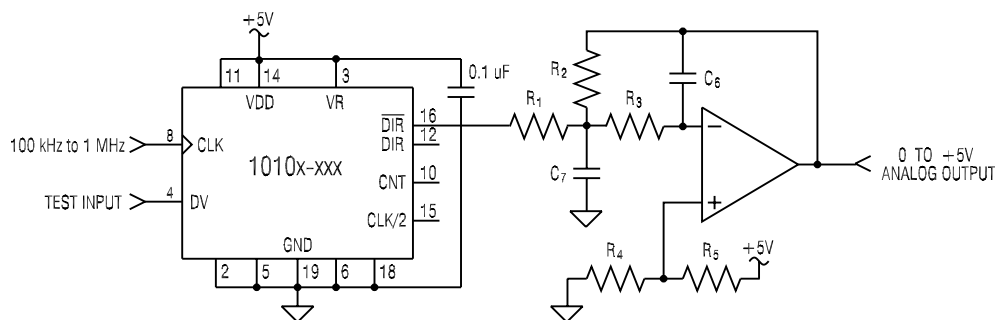 +5V
0.1 uF
11
14
3
VDD
VR
R2
C6
R1
R3
100 kHz to 1 MHz
8
CLK
DIR
16
DIR
12
1010x-xxx
CNT
10
CLK/2
15
TEST INPUT
4
DV
C7
−
+
0 TO +5V
ANALOG OUTPUT
GND
2
5
19
6
18
R4
R5
+5V